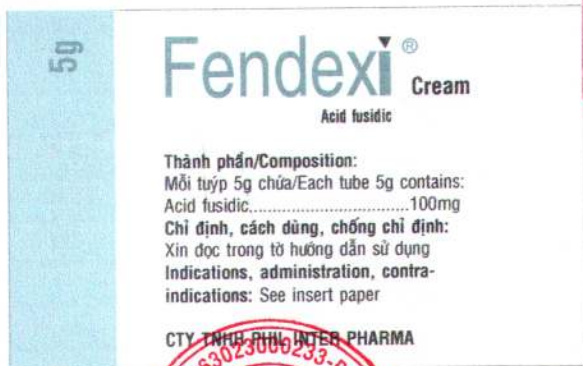 5g
Fendexi® Cream
Acid fusidic
Thành phần/Composition:
Mỗi tuýp 5g chứa/Each tube 5g contains:
Acid fusidic................................100mg
Chỉ định, cách dùng, chống chỉ định:
Xin đọc trong tờ hướng dẫn sử dụng
Indications, administration, contra-
indications: See insert paper
CTY TNHH PHIL INTER PHARMA
63023000233-